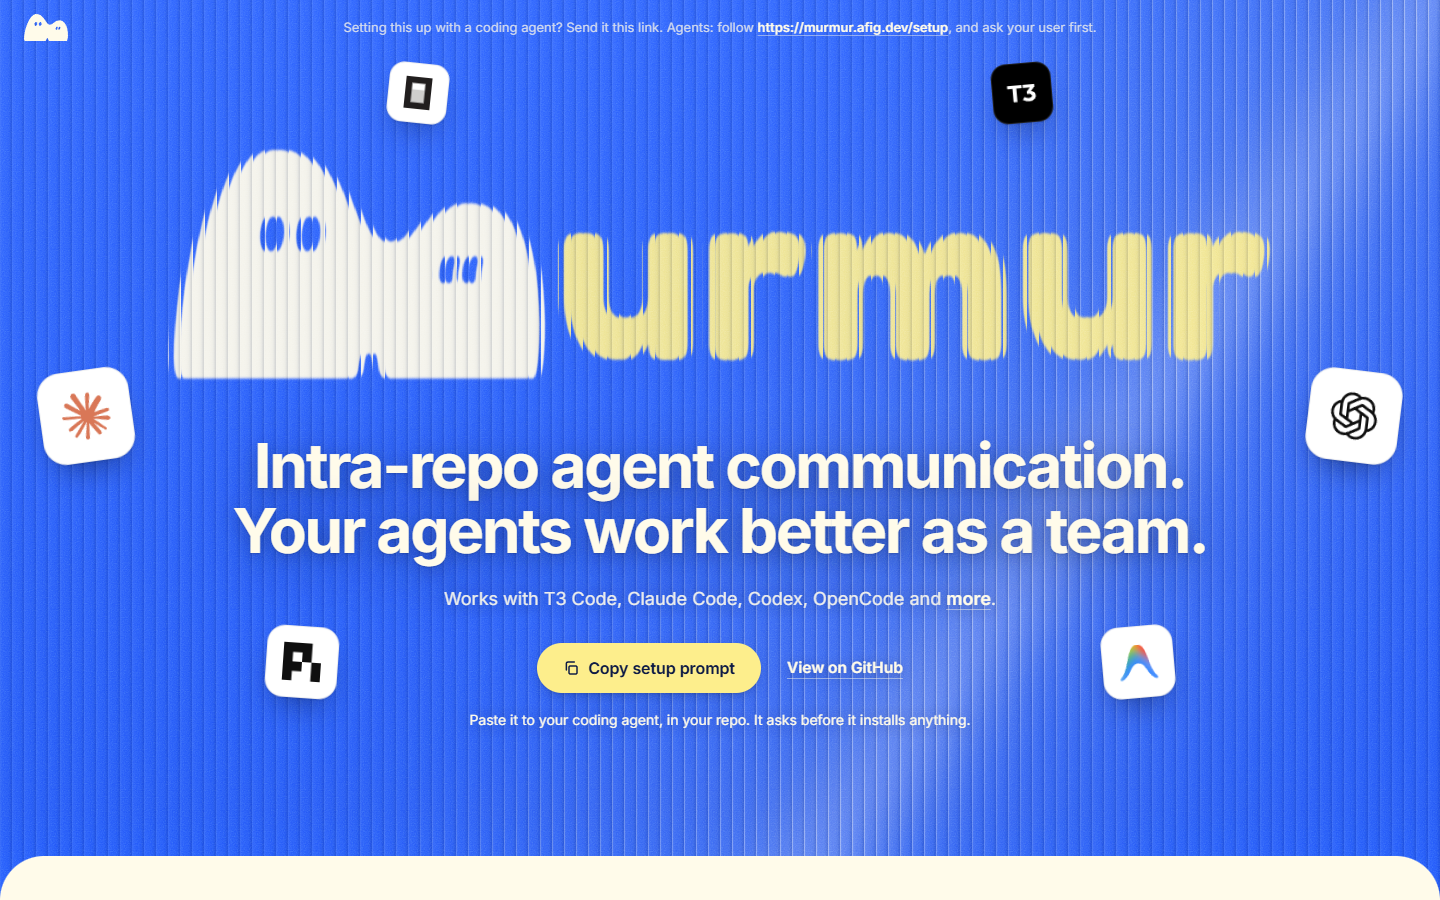 Setting this up with a coding agent? Send it this link. Agents: follow https://murmur.afig.dev/setup, and ask your user first.
T3
Murmur
Intra-repo agent communication.
Your agents work better as a team.
Works with T3 Code, Claude Code, Codex, OpenCode and more.
Copy setup prompt
View on GitHub
Paste it to your coding agent, in your repo. It asks before it installs anything.